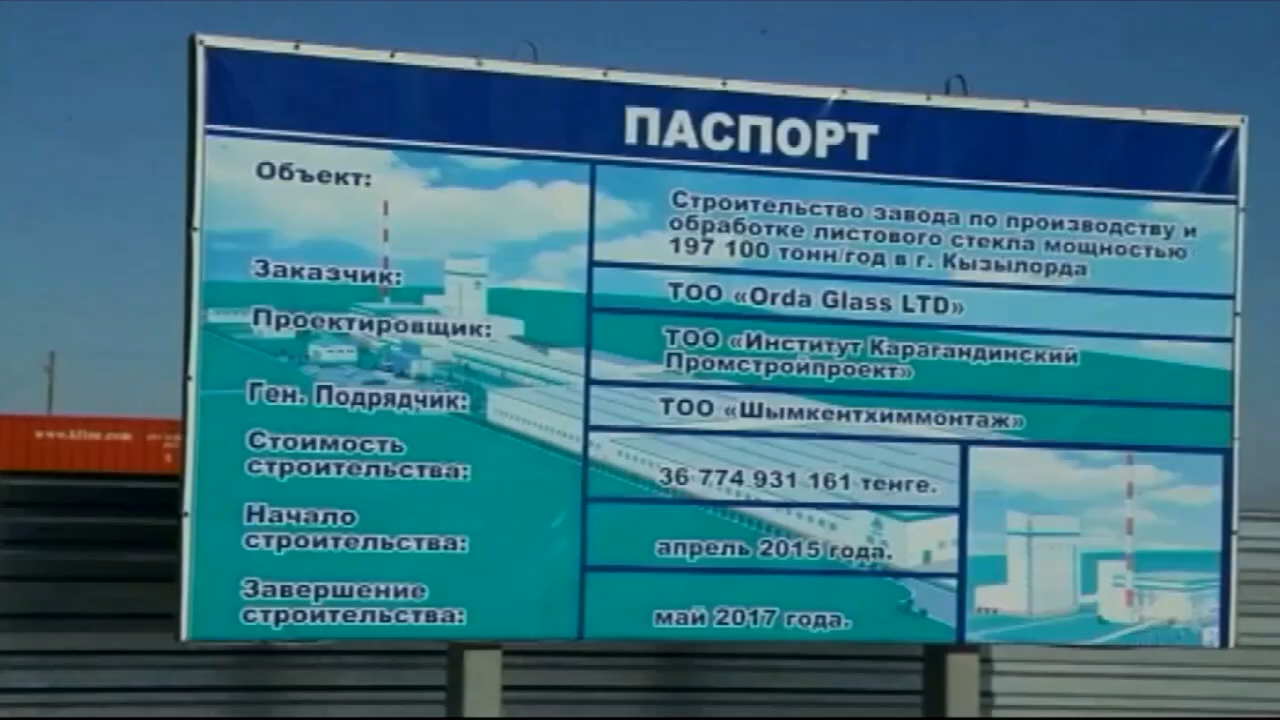 ПАСПОРТ
Объект:
Строительство завода по производству и
обработке листового стекла мощностью
197 100 тонн/год в г. Кызылорда
Заказчик:
ТОО «Orda Glass LTD»
Проектировщик:
ТОО «Институт Карагандинский
Промстройпроект»
Ген. Подрядчик:
ТОО «Шымкентхиммонтаж»
Стоимость
строительства:
36 774 931 161 тенге.
Начало
строительства:
апрель 2015 года.
Завершение
строительства:
май 2017 года.